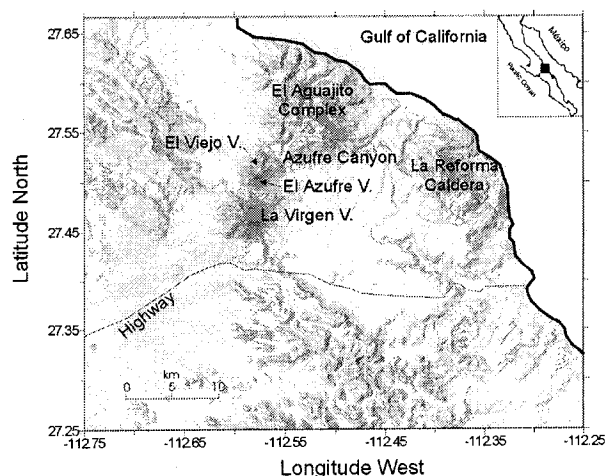 27.65
Gulf of California
México
Pacific Ocean
El Aguajito
Complex
27.55
El Viejo V.
Azufre Canyon
La Reforma
Caldera
El Azufre V.
La Virgen V.
27.45
Latitude North
Highway
27.35
km
0 5 10
27.25
-112.75 -112.65 -112.55 -112.45 -112.35 -112.25
Longitude West